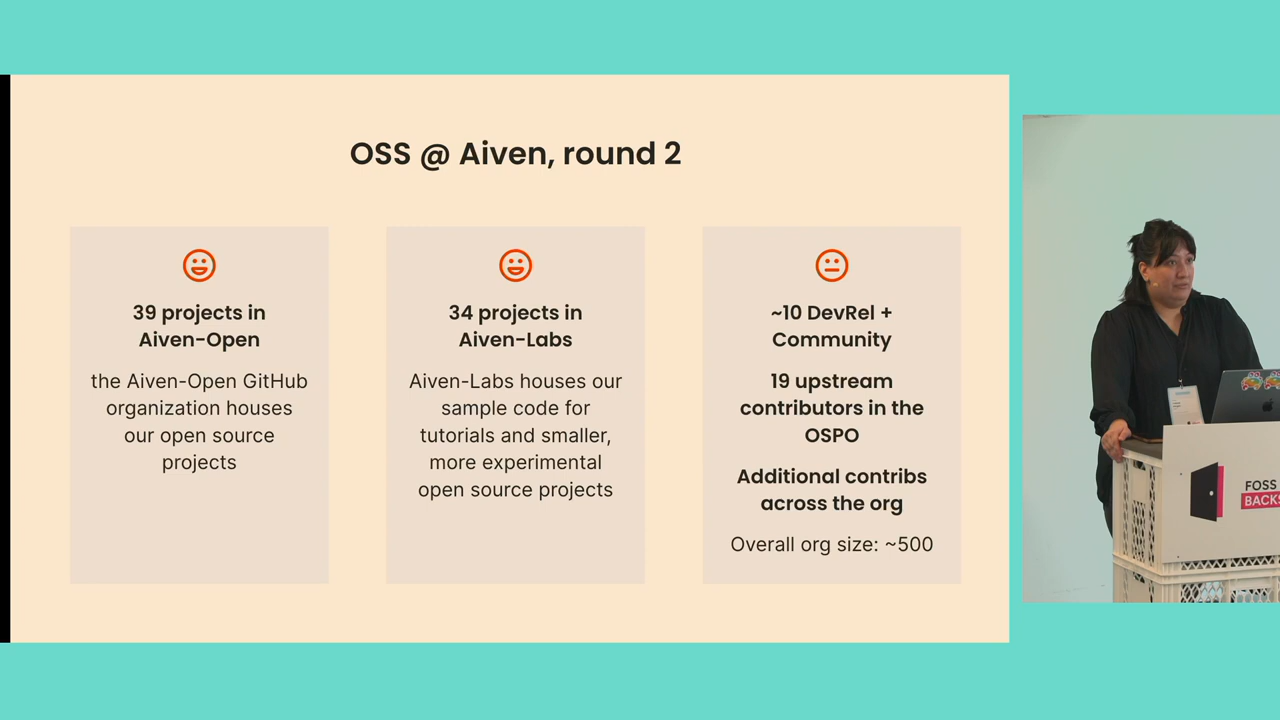 OSS @ Aiven, round 2
39 projects in
Aiven-Open
the Aiven-Open GitHub
organization houses
our open source
projects
34 projects in
Aiven-Labs
Aiven-Labs houses our
sample code for
tutorials and smaller,
more experimental
open source projects
~10 DevRel +
Community
19 upstream
contributors in the
OSPO
Additional contribs
across the org
Overall org size: ~500
FOSS
BACKS